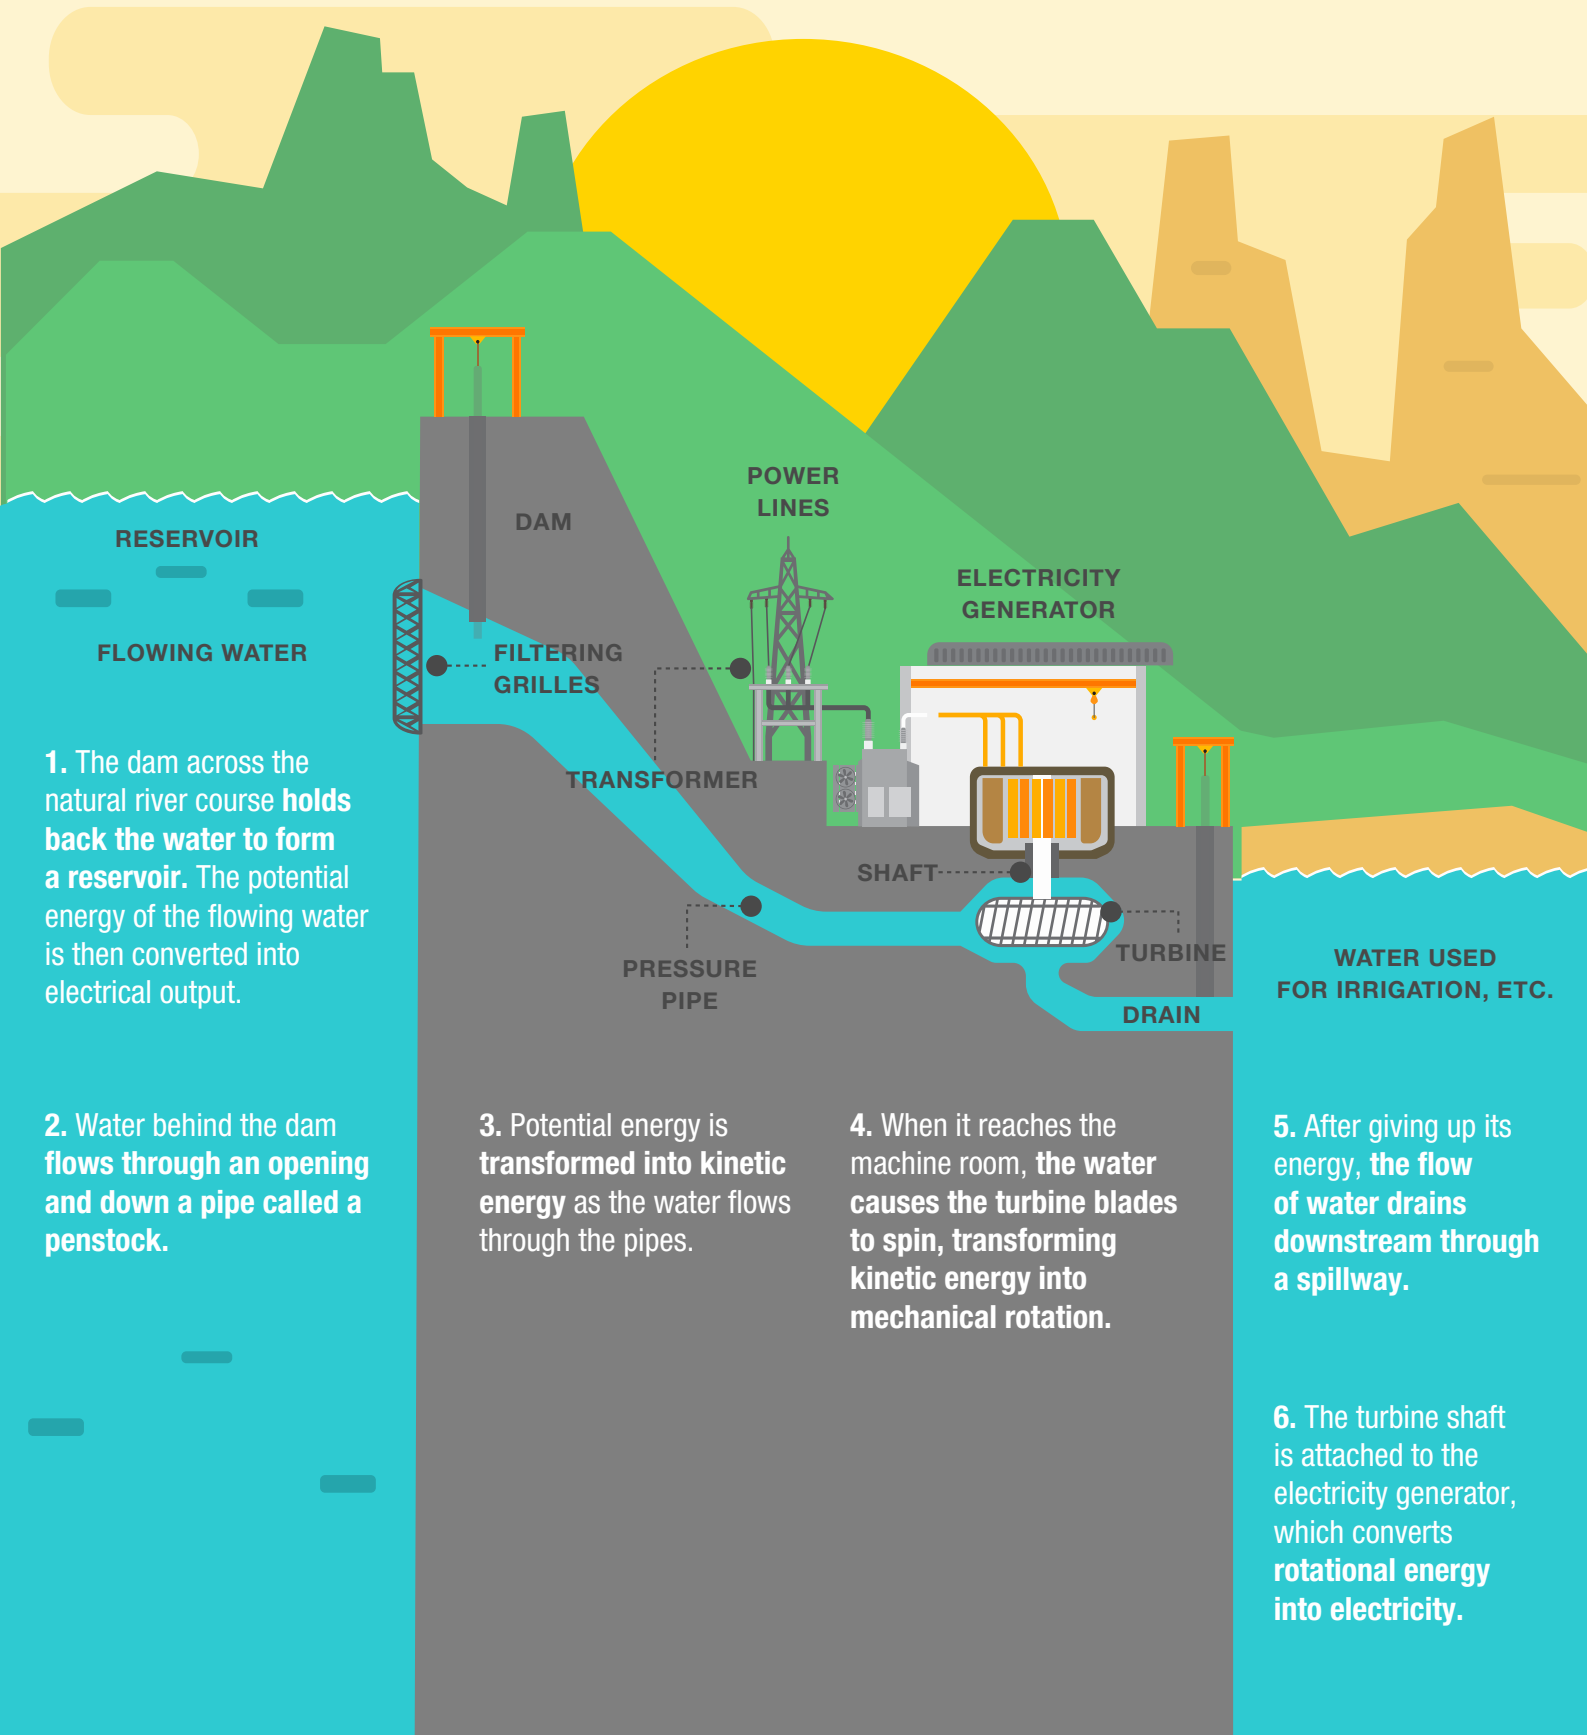 POWER
LINES
DAM
RESERVOIR
ELECTRICITY
GENERATOR
FLOWING WATER
FILTERING
GRILLES
TRANSFORMER
SHAFT
PRESSURE
PIPE
TURBINE
DRAIN
WATER USED
FOR IRRIGATION, ETC.
1. The dam across the
natural river course holds
back the water to form
a reservoir. The potential
energy of the flowing water
is then converted into
electrical output.
2. Water behind the dam
flows through an opening
and down a pipe called a
penstock.
3. Potential energy is
transformed into kinetic
energy as the water flows
through the pipes.
4. When it reaches the
machine room, the water
causes the turbine blades
to spin, transforming
kinetic energy into
mechanical rotation.
5. After giving up its
energy, the flow
of water drains
downstream through
a spillway.
6. The turbine shaft
is attached to the
electricity generator,
which converts
rotational energy
into electricity.